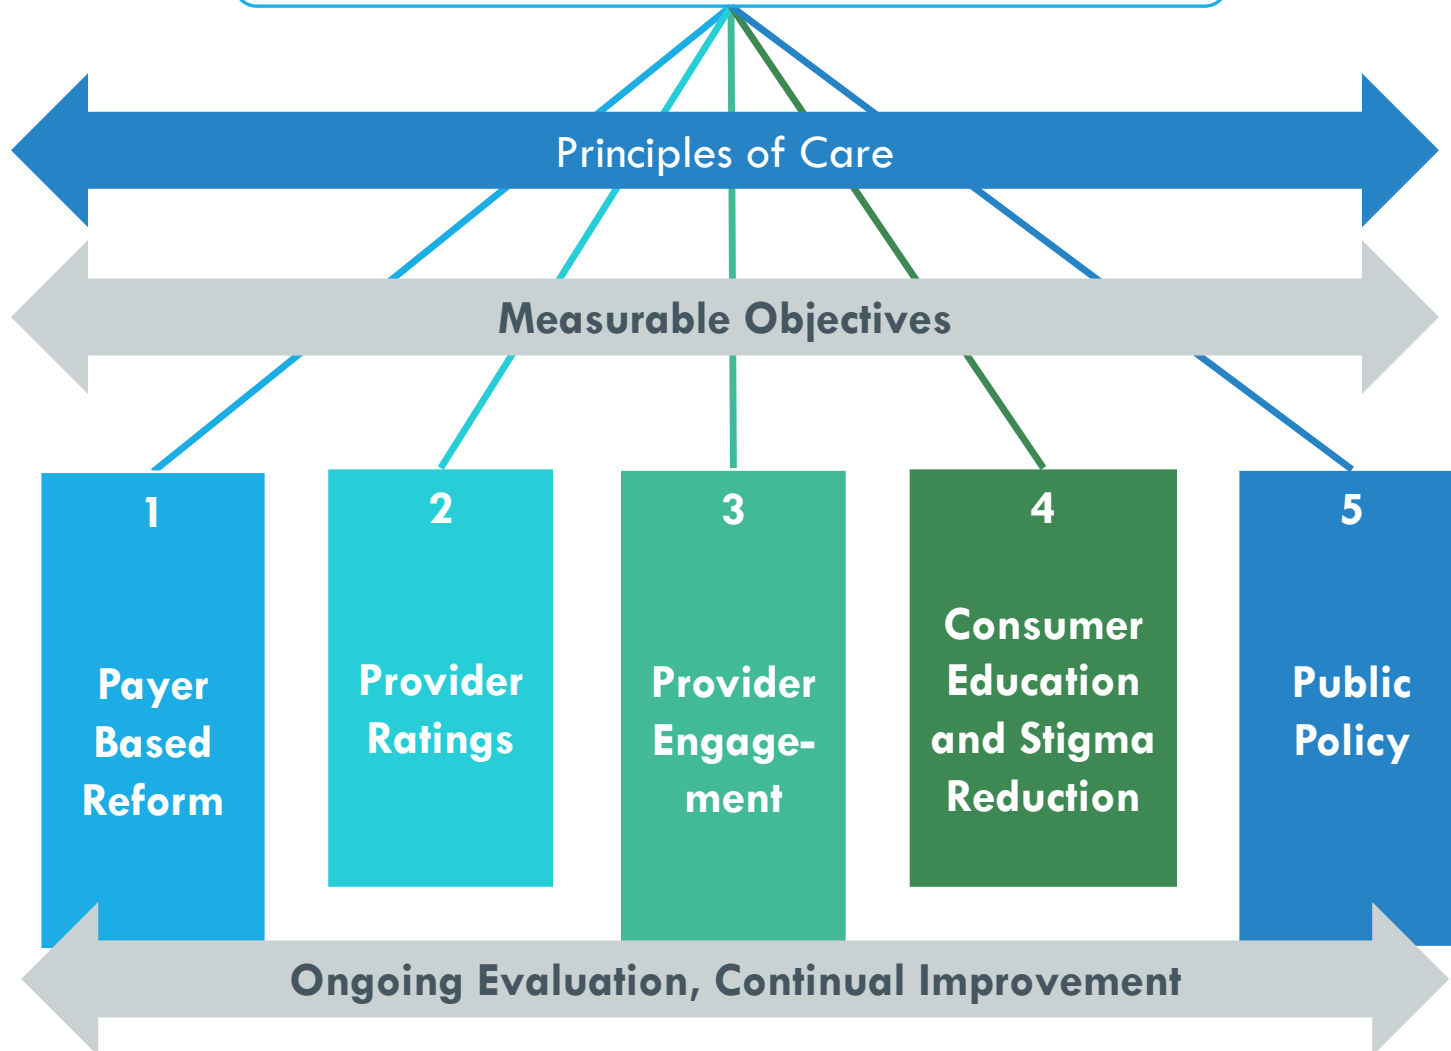 Principles of Care
Measurable Objectives
1
Payer
Based
Reform
2
Provider
Ratings
3
Provider
Engage-
ment
4
Consumer
Education
and Stigma
Reduction
5
Public
Policy
Ongoing Evaluation, Continual Improvement